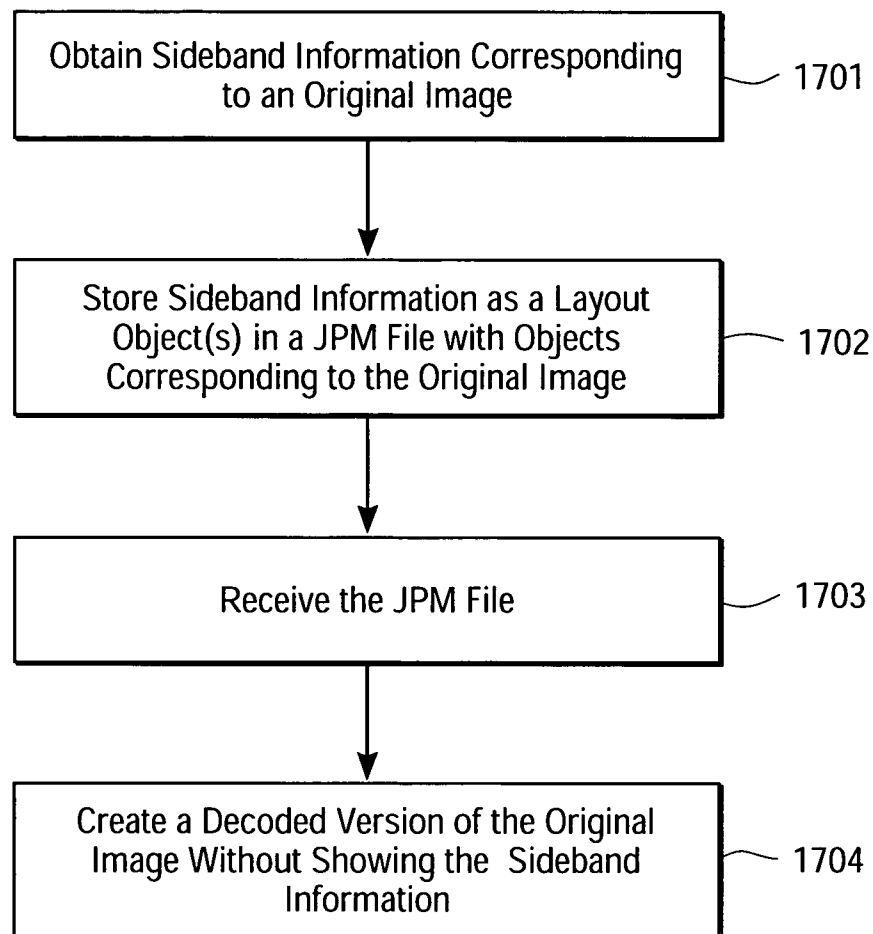 Obtain Sideband Information Corresponding
to an Original Image
1701
Store Sideband Information as a Layout
Object(s) in a JPM File with Objects
Corresponding to the Original Image
1702
Receive the JPM File
1703
Create a Decoded Version of the Original
Image Without Showing the Sideband
Information
1704